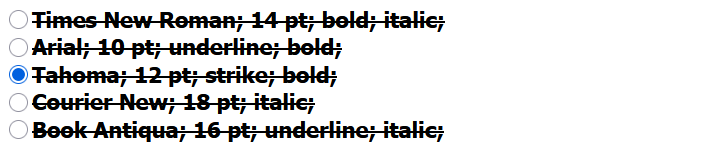 Times New Roman; 14 pt; bold; italic;
Arial; 10 pt; underline; bold;
Tahoma; 12 pt; strike; bold;
Courier New; 18 pt; italic;
Book Antiqua; 16 pt; underline; italic;